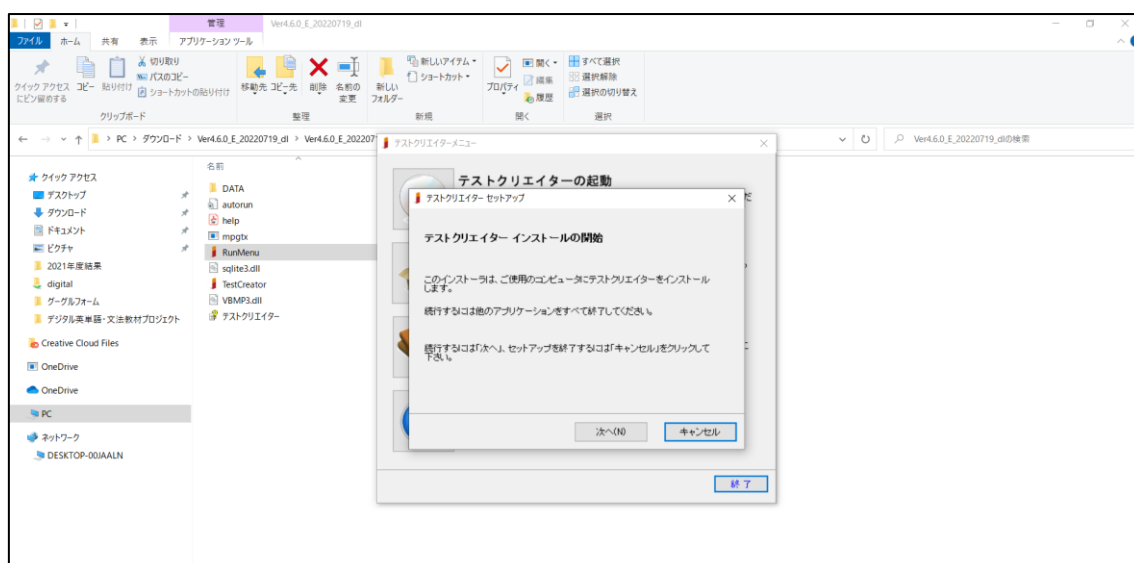 管理
Ver4.6.0_E_20220719_dl
ファイル ホーム 共有 表示 アプリケーション ツール
クイック アクセス
にピン留めする
コピー
貼り付け
切り取り
パスのコピー
ショートカットの貼り付け
移動先 コピー先 削除 名前の
変更
新しい
フォルダー
新しいアイテム
ショートカット
プロパティ
開く
編集
履歴
すべて選択
選択解除
選択の切り替え
クリップボード 整理 新規 開く 選択
PC > ダウンロード > Ver4.6.0_E_20220719_dl > Ver4.6.0_E_20220
Ver4.6.0_E_20220719_dlの検索
名前
クイック アクセス
デスクトップ
ダウンロード
ドキュメント
ピクチャ
2021年度結果
digital
グーグルフォーム
デジタル英単語・文法教材プロジェクト
Creative Cloud Files
OneDrive
OneDrive
PC
ネットワーク
DESKTOP-00JAALN
DATA
autorun
help
mpgtx
RunMenu
sqlite3.dll
TestCreator
VBMP3.dll
テストクリエイター
テストクリエイターメニュー
テストクリエイターの起動
テストクリエイター セットアップ
テストクリエイター インストールの開始
このインストーラは、ご使用のコンピュータにテストクリエイターをインストール
します。
続行するには他のアプリケーションをすべて終了してください。
続行するには「次へ」、セットアップを終了するには「キャンセル」をクリックして
下さい。
次へ(N) キャンセル
終 了